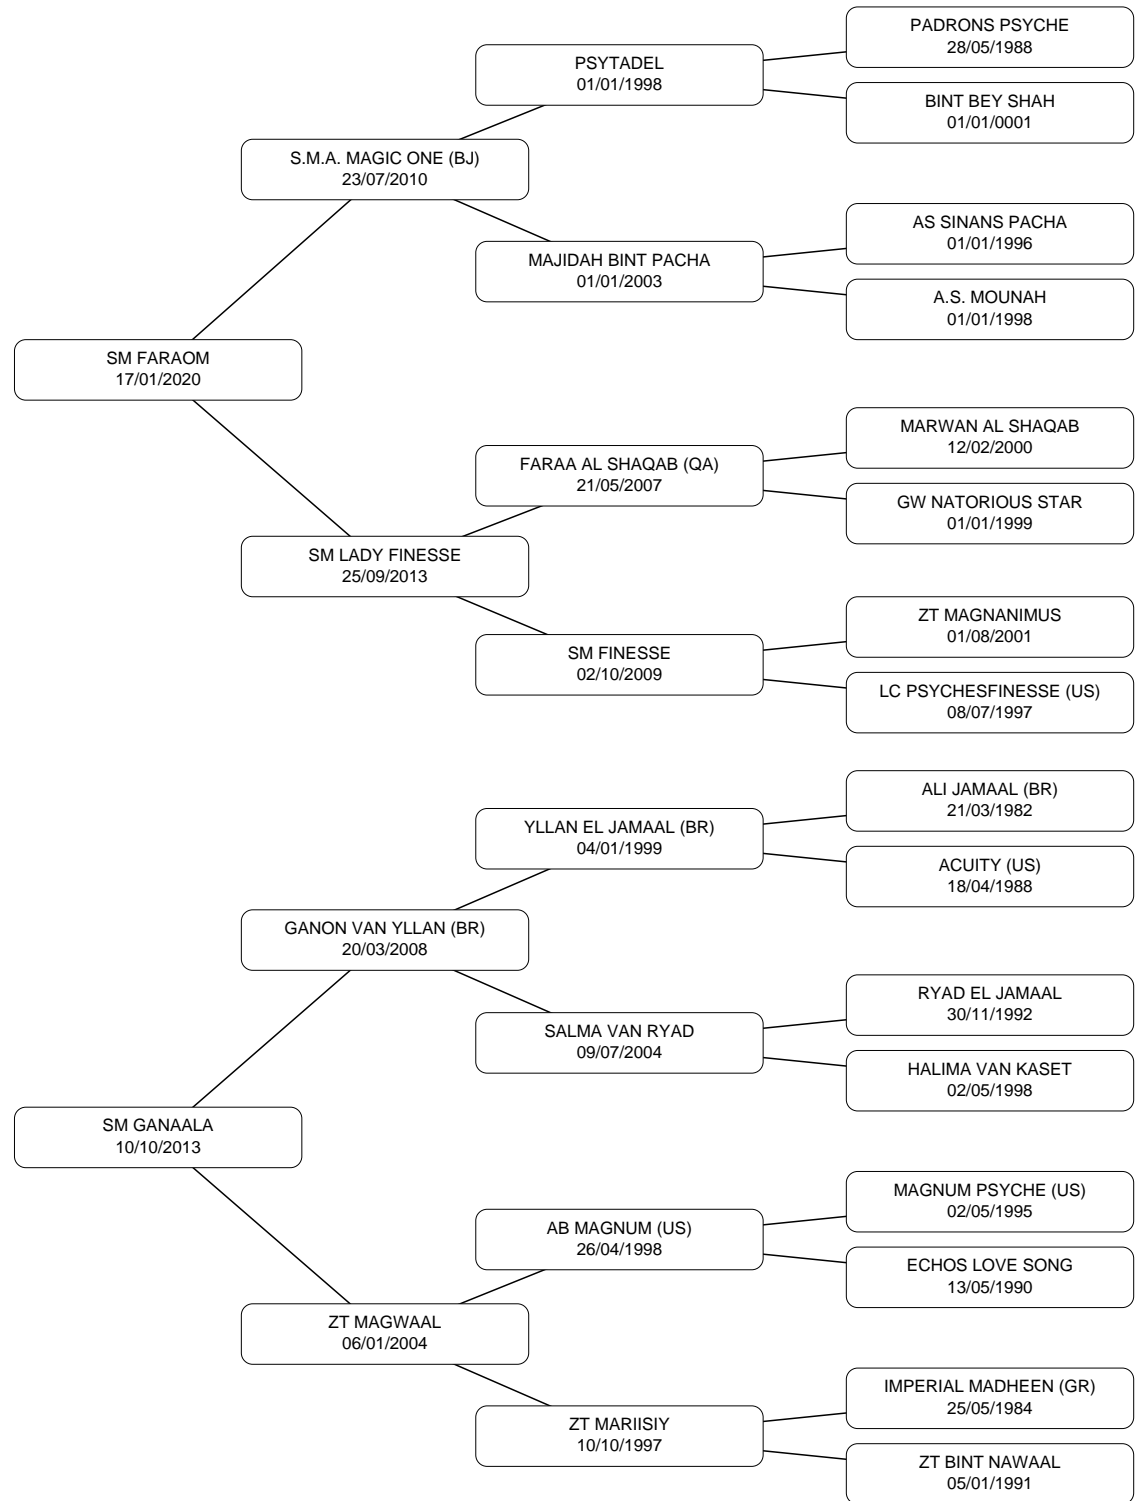 PADRONS PSYCHE
28/05/1988
PSYTADEL
01/01/1998
BINT BEY SHAH
01/01/0001
S.M.A. MAGIC ONE (BJ)
23/07/2010
AS SINANS PACHA
01/01/1996
MAJIDAH BINT PACHA
01/01/2003
A.S. MOUNAH
01/01/1998
SM FARAOM
17/01/2020
MARWAN AL SHAQAB
12/02/2000
FARAA AL SHAQAB (QA)
21/05/2007
GW NATORIOUS STAR
01/01/1999
SM LADY FINESSE
25/09/2013
ZT MAGNANIMUS
01/08/2001
SM FINESSE
02/10/2009
LC PSYCHESFINESSE (US)
08/07/1997
ALI JAMAAL (BR)
21/03/1982
YLLAN EL JAMAAL (BR)
04/01/1999
ACUITY (US)
18/04/1988
GANON VAN YLLAN (BR)
20/03/2008
RYAD EL JAMAAL
30/11/1992
SALMA VAN RYAD
09/07/2004
HALIMA VAN KASET
02/05/1998
SM GANAALA
10/10/2013
MAGNUM PSYCHE (US)
02/05/1995
AB MAGNUM (US)
26/04/1998
ECHOS LOVE SONG
13/05/1990
ZT MAGWAAL
06/01/2004
IMPERIAL MADHEEN (GR)
25/05/1984
ZT MARIISIY
10/10/1997
ZT BINT NAWAAL
05/01/1991